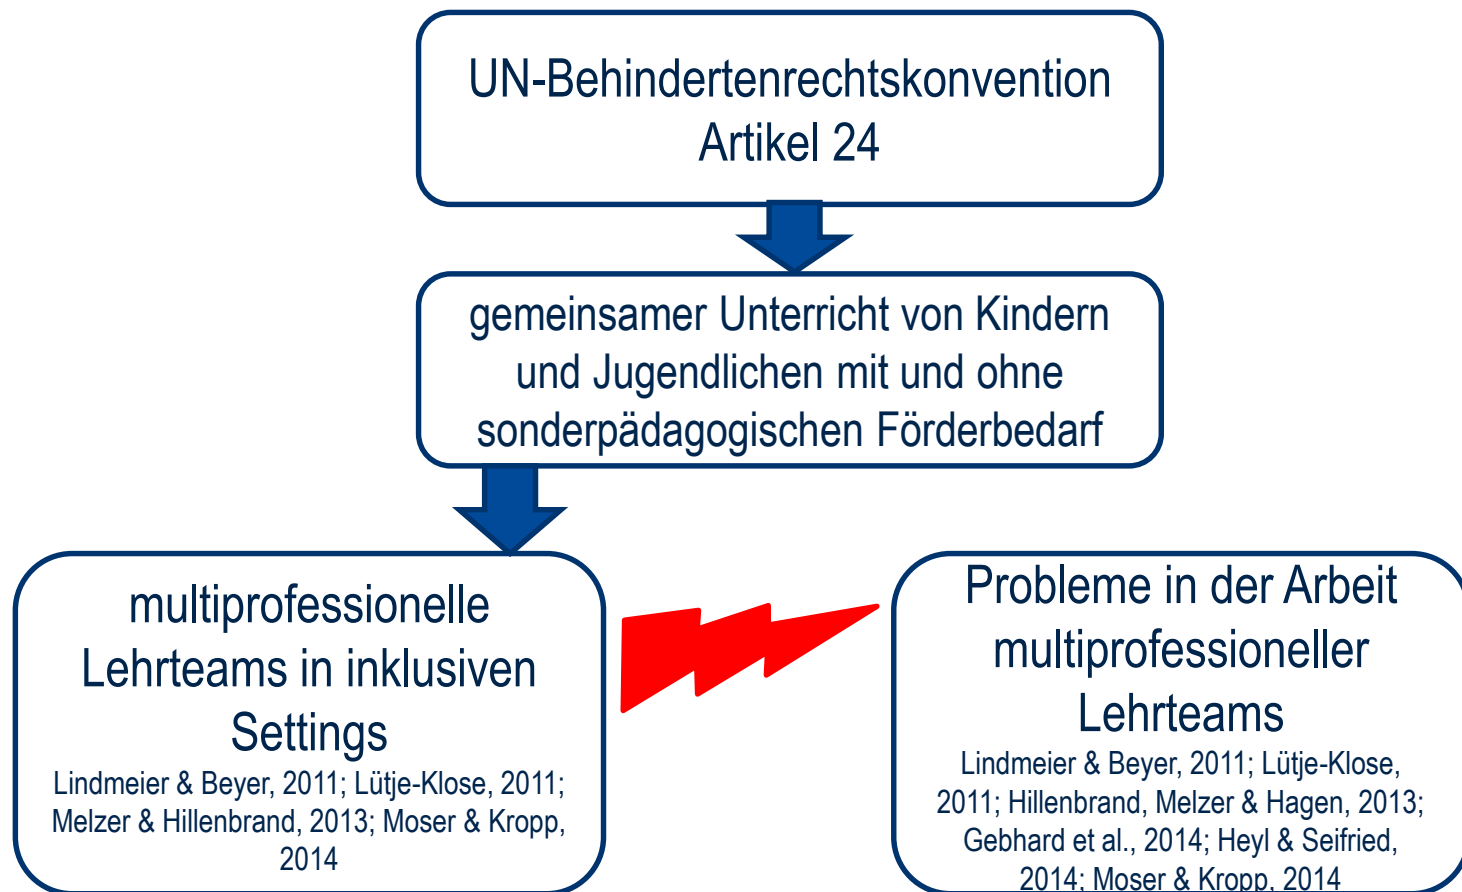 UN-Behindertenrechtskonvention
Artikel 24
gemeinsamer Unterricht von Kindern
und Jugendlichen mit und ohne
sonderpädagogischen Förderbedarf
multiprofessionelle
Lehrteams in inklusiven
Settings
Lindmeier & Beyer, 2011; Lütje-Klose, 2011;
Melzer & Hillenbrand, 2013; Moser & Kropp,
2014
Probleme in der Arbeit
multiprofessioneller
Lehrteams
Lindmeier & Beyer, 2011; Lütje-Klose,
2011; Hillenbrand, Melzer & Hagen, 2013;
Gebhard et al., 2014; Heyl & Seifried,
2014; Moser & Kropp, 2014